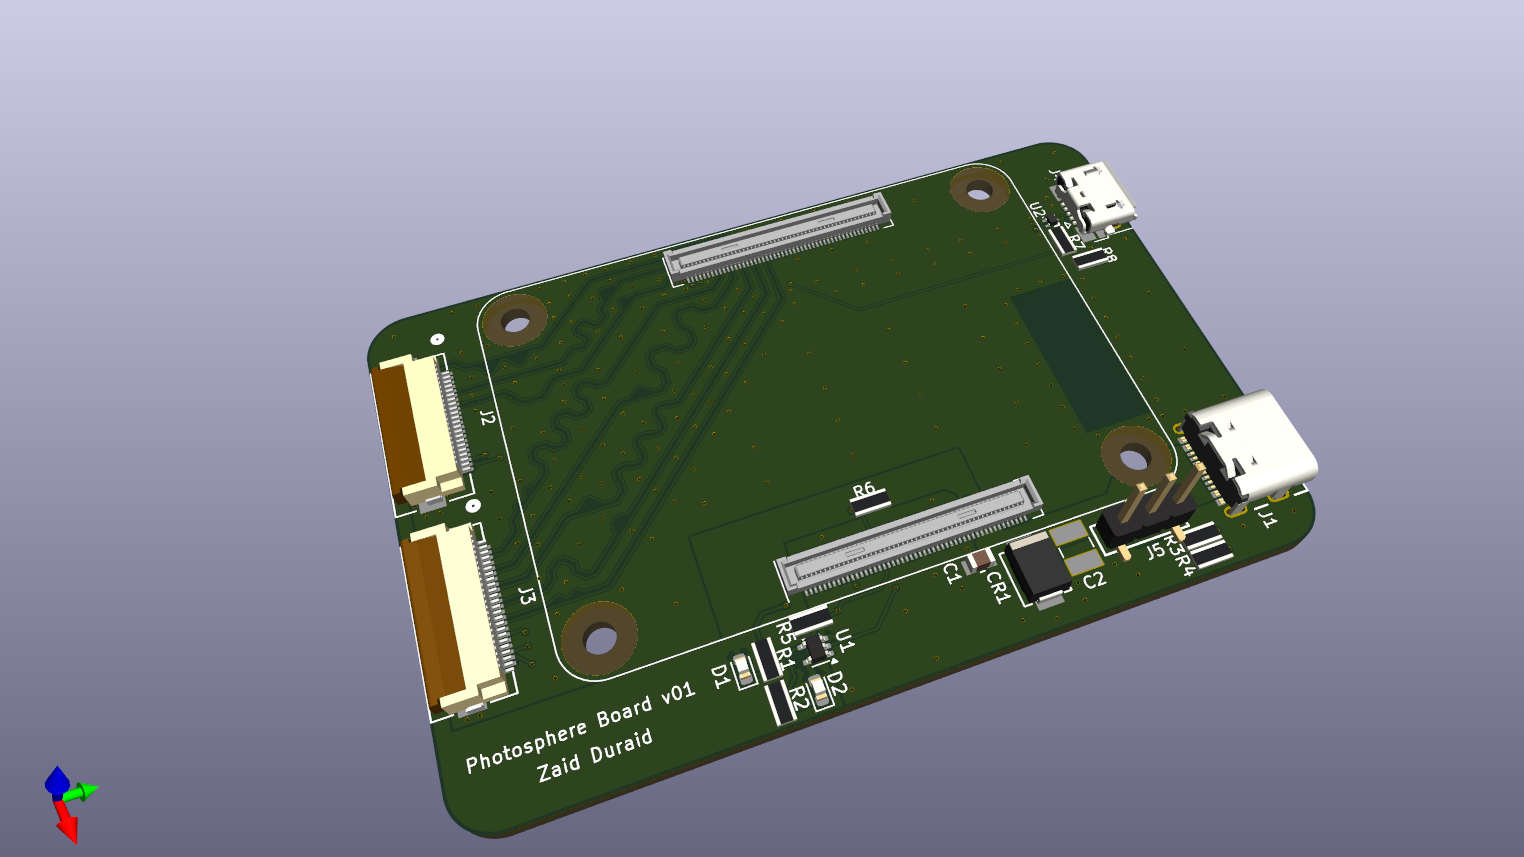 J
U2
R7
R8
J2
R6
J1
J5
R3
R4
C1
CR1
C2
J3
R5
U1
R1
D1
R2
D2
Photosphere Board v01
Zaid Duraid